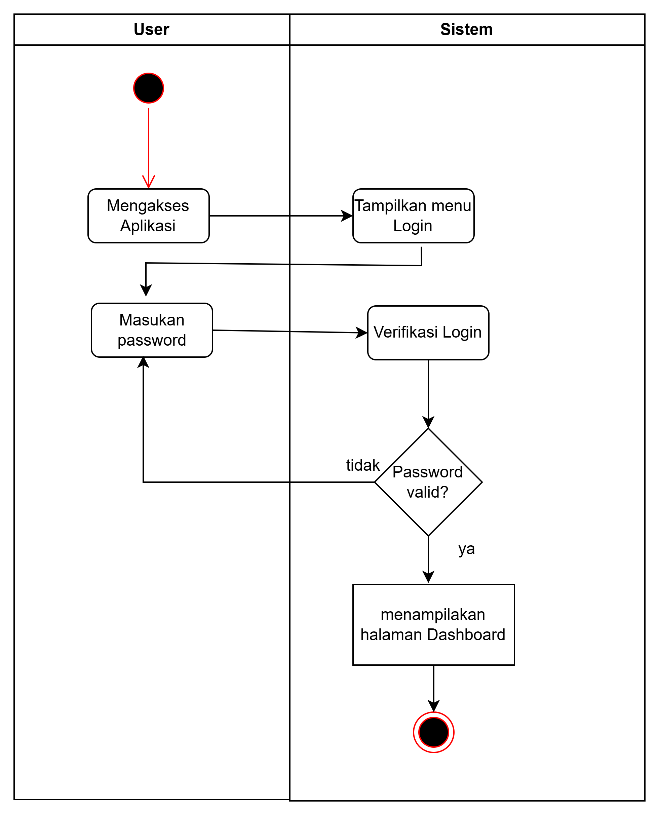 User
Sistem
Mengakses
Aplikasi
Tampilkan menu
Login
Masukan
password
Verifikasi Login
tidak
Password
valid?
ya
menampilakan
halaman Dashboard